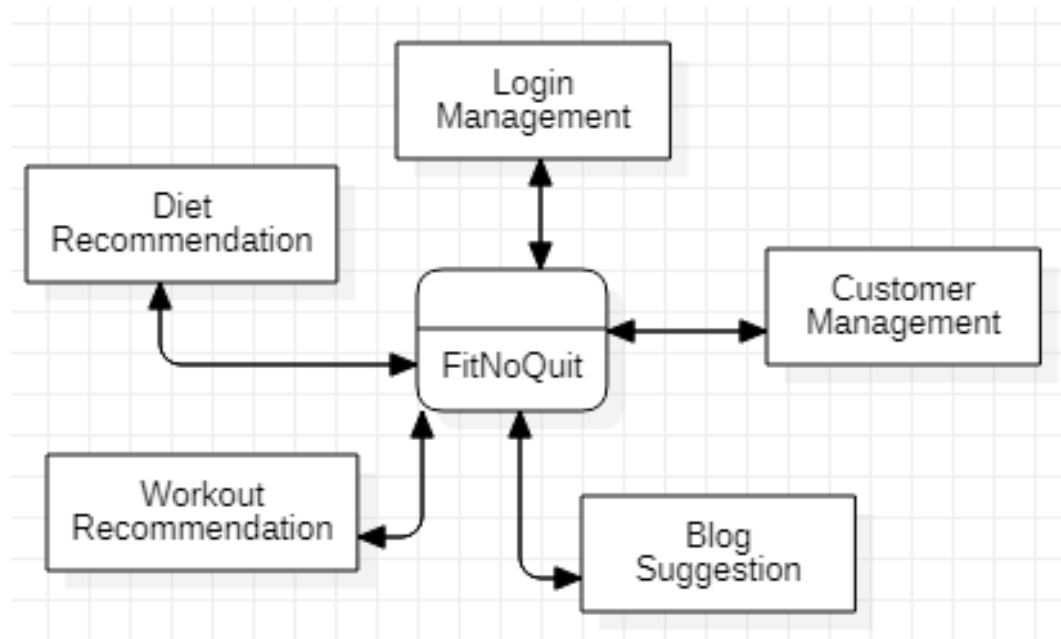 Login
Management
Diet
Recommendation
Customer
Management
FitNoQuit
Workout
Recommendation
Blog
Suggestion